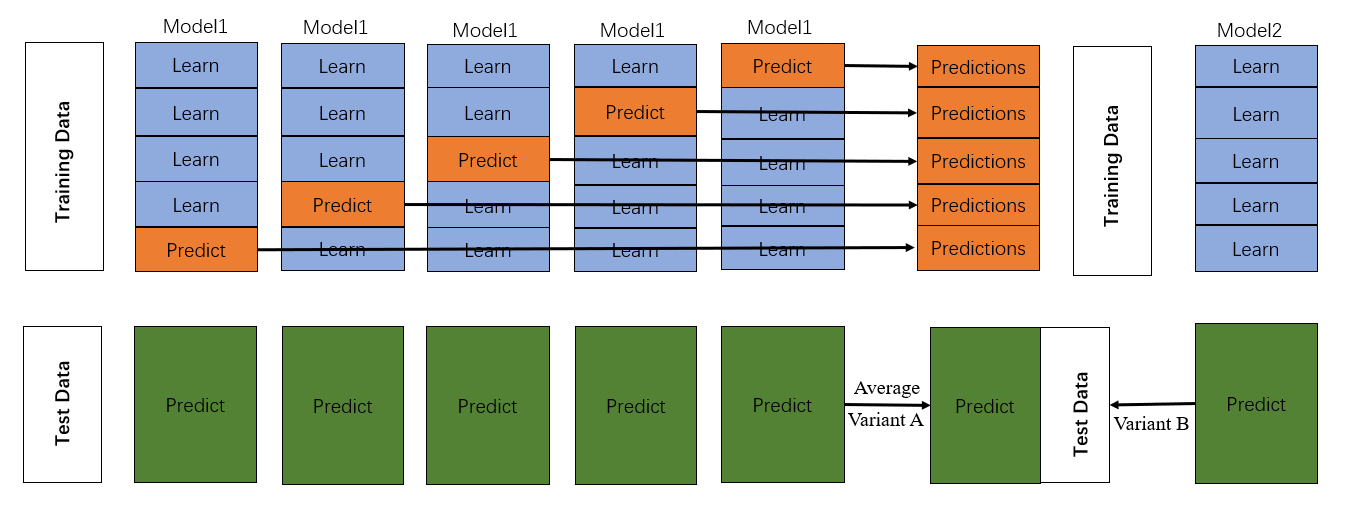 Model1 Model1 Model1 Model1 Model1 Model2
Training Data
Learn Learn Learn Learn Predict Predictions Learn
Learn Learn Learn Predict Learn Predictions Learn
Learn Learn Predict Learn Learn Predictions Learn
Learn Predict Learn Learn Learn Predictions Learn
Predict Learn Learn Learn Learn Predictions Learn
Training Data
Test Data
Predict Predict Predict Predict Predict
Average
Variant A
Predict
Test Data
Variant B
Predict